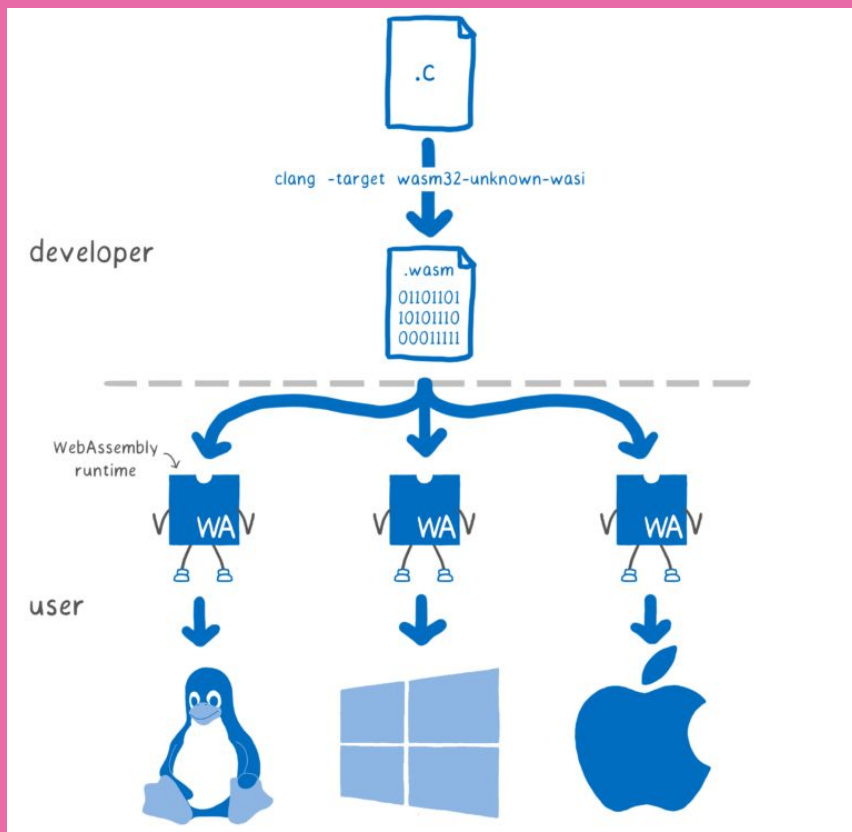 .c
clang -target wasm32-unknown-wasi
developer
.wasm
01101101
10101110
00011111
WebAssembly
runtime
WA
WA
WA
user